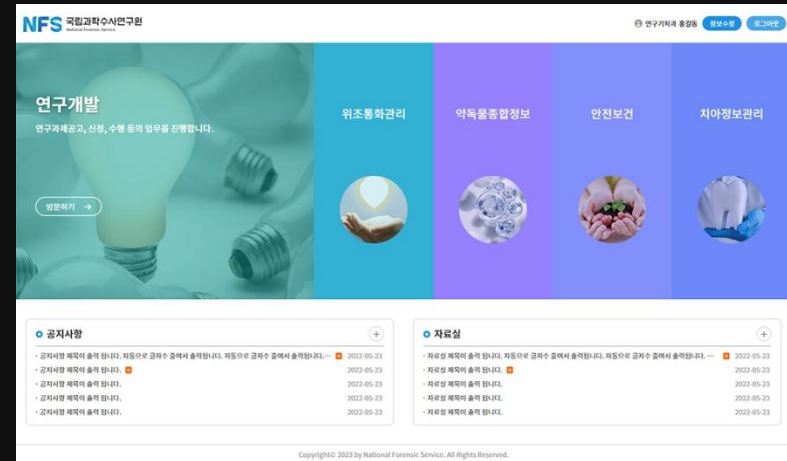 NFS 국립과학수사연구원
National Forensic Service
연구기획과 홍길동 정보수정 로그아웃
연구개발
연구과제공고, 신청, 수행 등의 업무를 진행합니다.
방문하기 →
위조통화관리
약독물종합정보
안전보건
치아정보관리
공지사항 +
· 공지사항 제목이 출력 됩니다. 자동으로 글자수 줄여서 출력됩니다. 자동으로 글자수 줄여서 출력됩니다.… 2022-05-23
· 공지사항 제목이 출력 됩니다. 2022-05-23
· 공지사항 제목이 출력 됩니다. 2022-05-23
· 공지사항 제목이 출력 됩니다. 2022-05-23
· 공지사항 제목이 출력 됩니다. 2022-05-23
자료실 +
· 자료실 제목이 출력 됩니다. 자동으로 글자수 줄여서 출력됩니다. 자동으로 글자수 줄여서 출력됩니다. … 2022-05-23
· 자료실 제목이 출력 됩니다. 2022-05-23
· 자료실 제목이 출력 됩니다. 2022-05-23
· 자료실 제목이 출력 됩니다. 2022-05-23
· 자료실 제목이 출력 됩니다. 2022-05-23
Copyright© 2023 by National Forensic Service. All Rights Reserved.